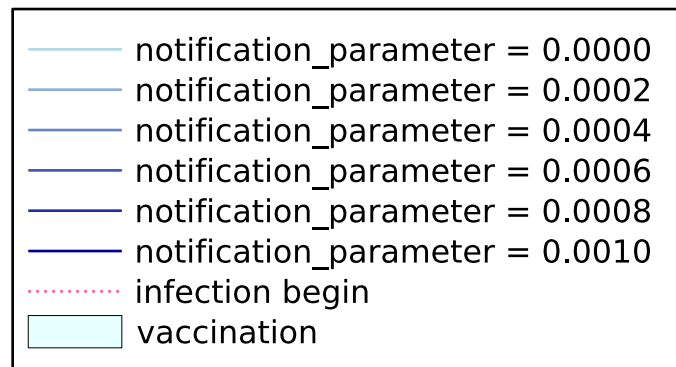 notification_parameter = 0.0000
notification_parameter = 0.0002
notification_parameter = 0.0004
notification_parameter = 0.0006
notification_parameter = 0.0008
notification_parameter = 0.0010
infection begin
vaccination